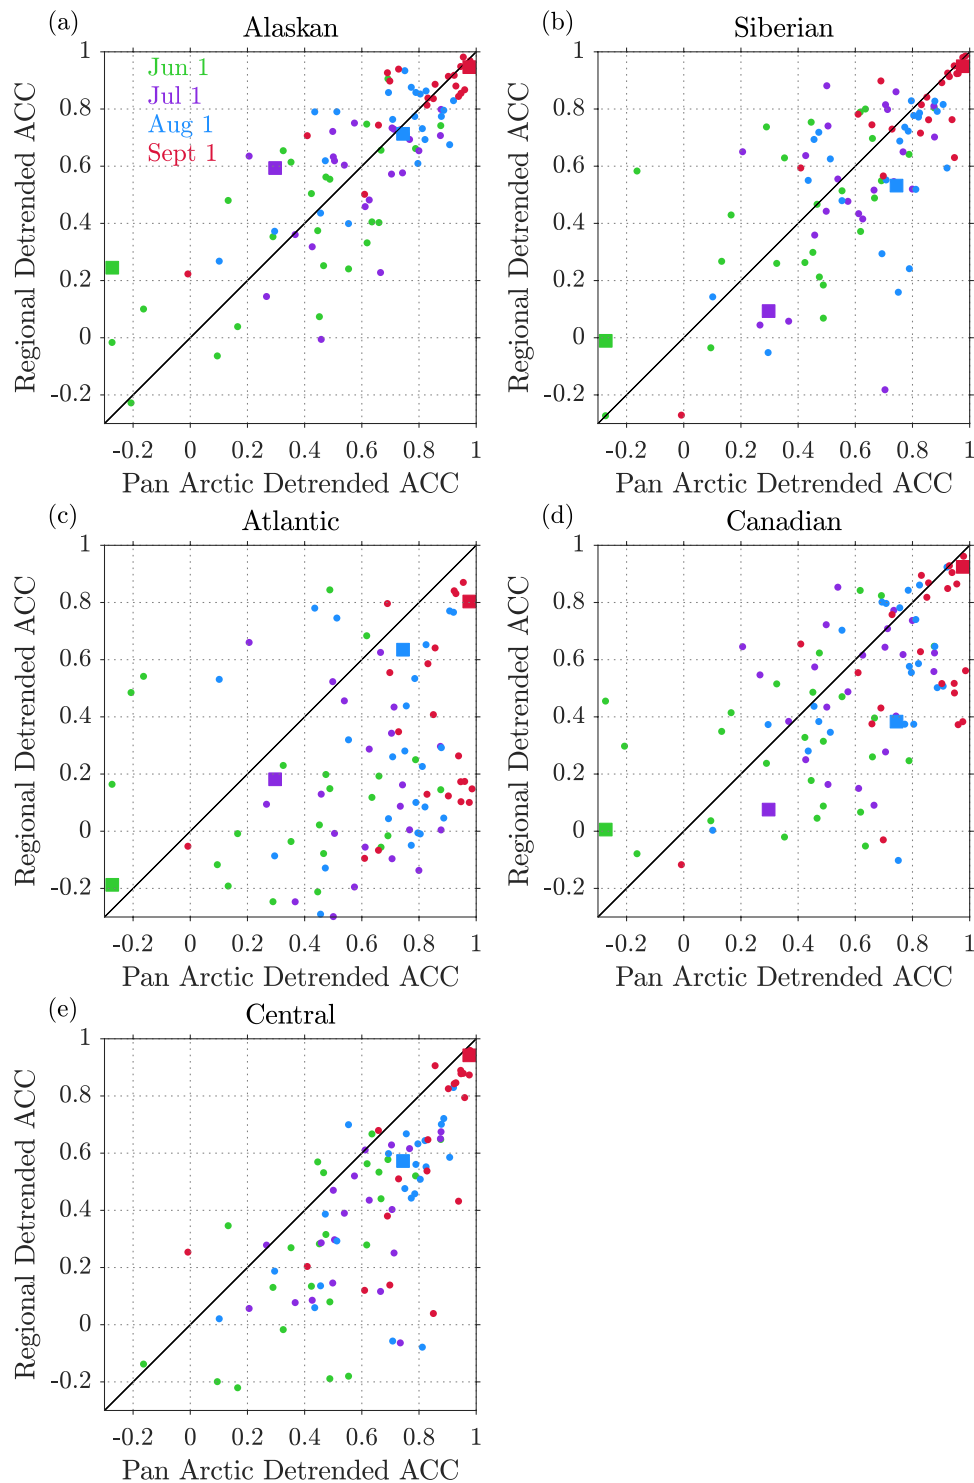 (a) Alaskan
Jun 1
Jul 1
Aug 1
Sept 1
1
0.8
0.6
0.4
0.2
0
-0.2
Regional Detrended ACC
-0.2 0 0.2 0.4 0.6 0.8 1
Pan Arctic Detrended ACC
(b) Siberian
1
0.8
0.6
0.4
0.2
0
-0.2
Regional Detrended ACC
-0.2 0 0.2 0.4 0.6 0.8 1
Pan Arctic Detrended ACC
(c) Atlantic
1
0.8
0.6
0.4
0.2
0
-0.2
Regional Detrended ACC
-0.2 0 0.2 0.4 0.6 0.8 1
Pan Arctic Detrended ACC
(d) Canadian
1
0.8
0.6
0.4
0.2
0
-0.2
Regional Detrended ACC
-0.2 0 0.2 0.4 0.6 0.8 1
Pan Arctic Detrended ACC
(e) Central
1
0.8
0.6
0.4
0.2
0
-0.2
Regional Detrended ACC
-0.2 0 0.2 0.4 0.6 0.8 1
Pan Arctic Detrended ACC